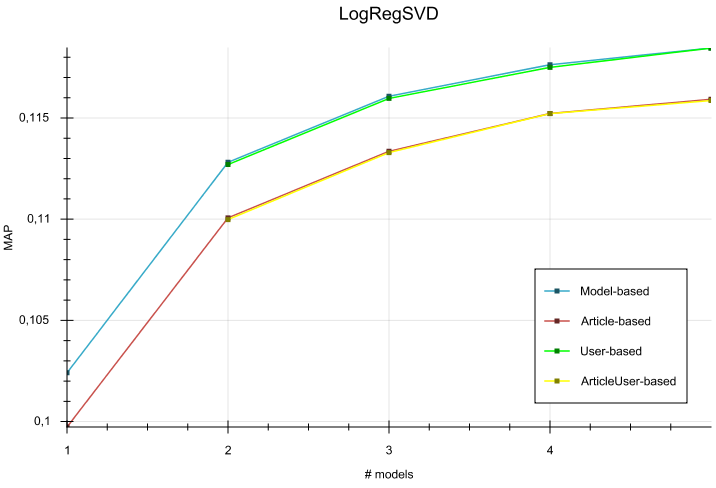 LogRegSVD
0,115
0,11
0,105
0,1
MAP
1
2
3
4
# models
Model-based
Article-based
User-based
ArticleUser-based